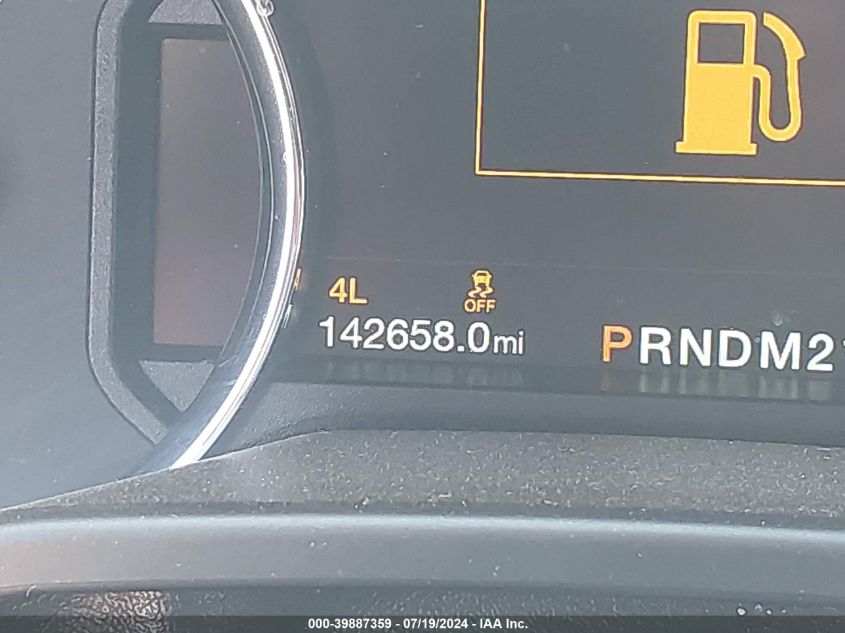 4L
OFF
142658.0mi
PRNDM2
000-39887359 - 07/19/2024 - IAA Inc.